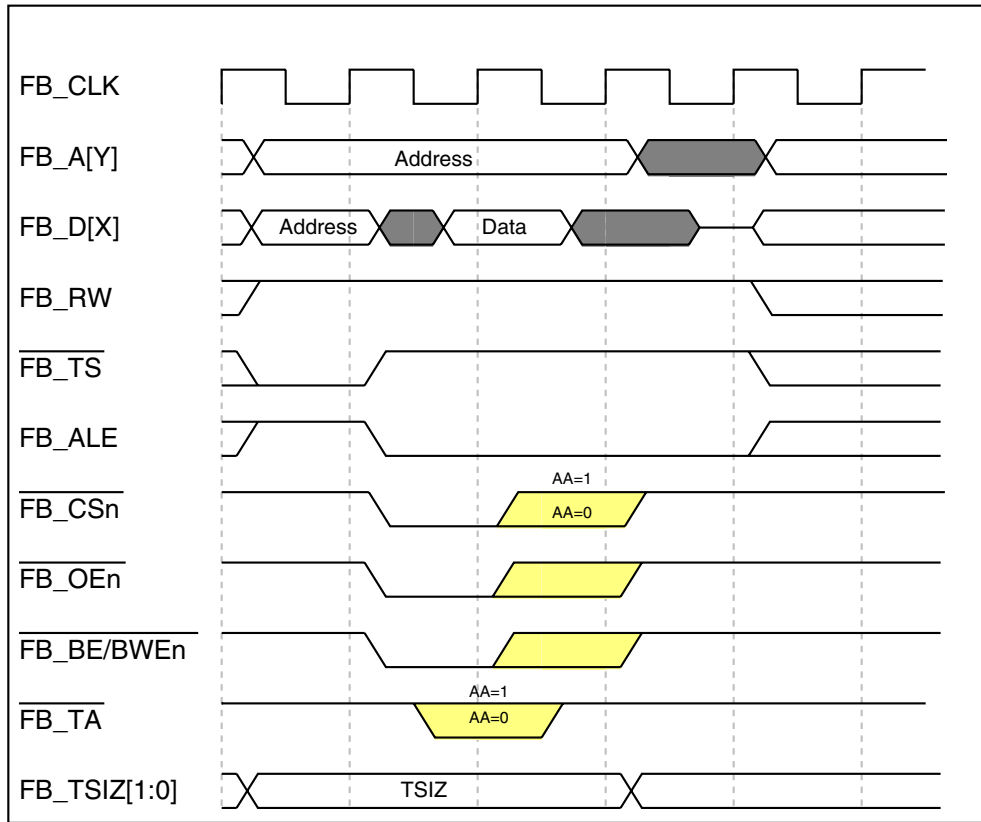 FB_CLK
FB_A[Y]
Address
FB_D[X]
Address
Data
FB_RW
FB_TS
FB_ALE
AA=1
FB_CSn
AA=0
FB_OEn
FB_BE/BWEn
AA=1
FB_TA
AA=0
FB_TSIZ[1:0]
TSIZ